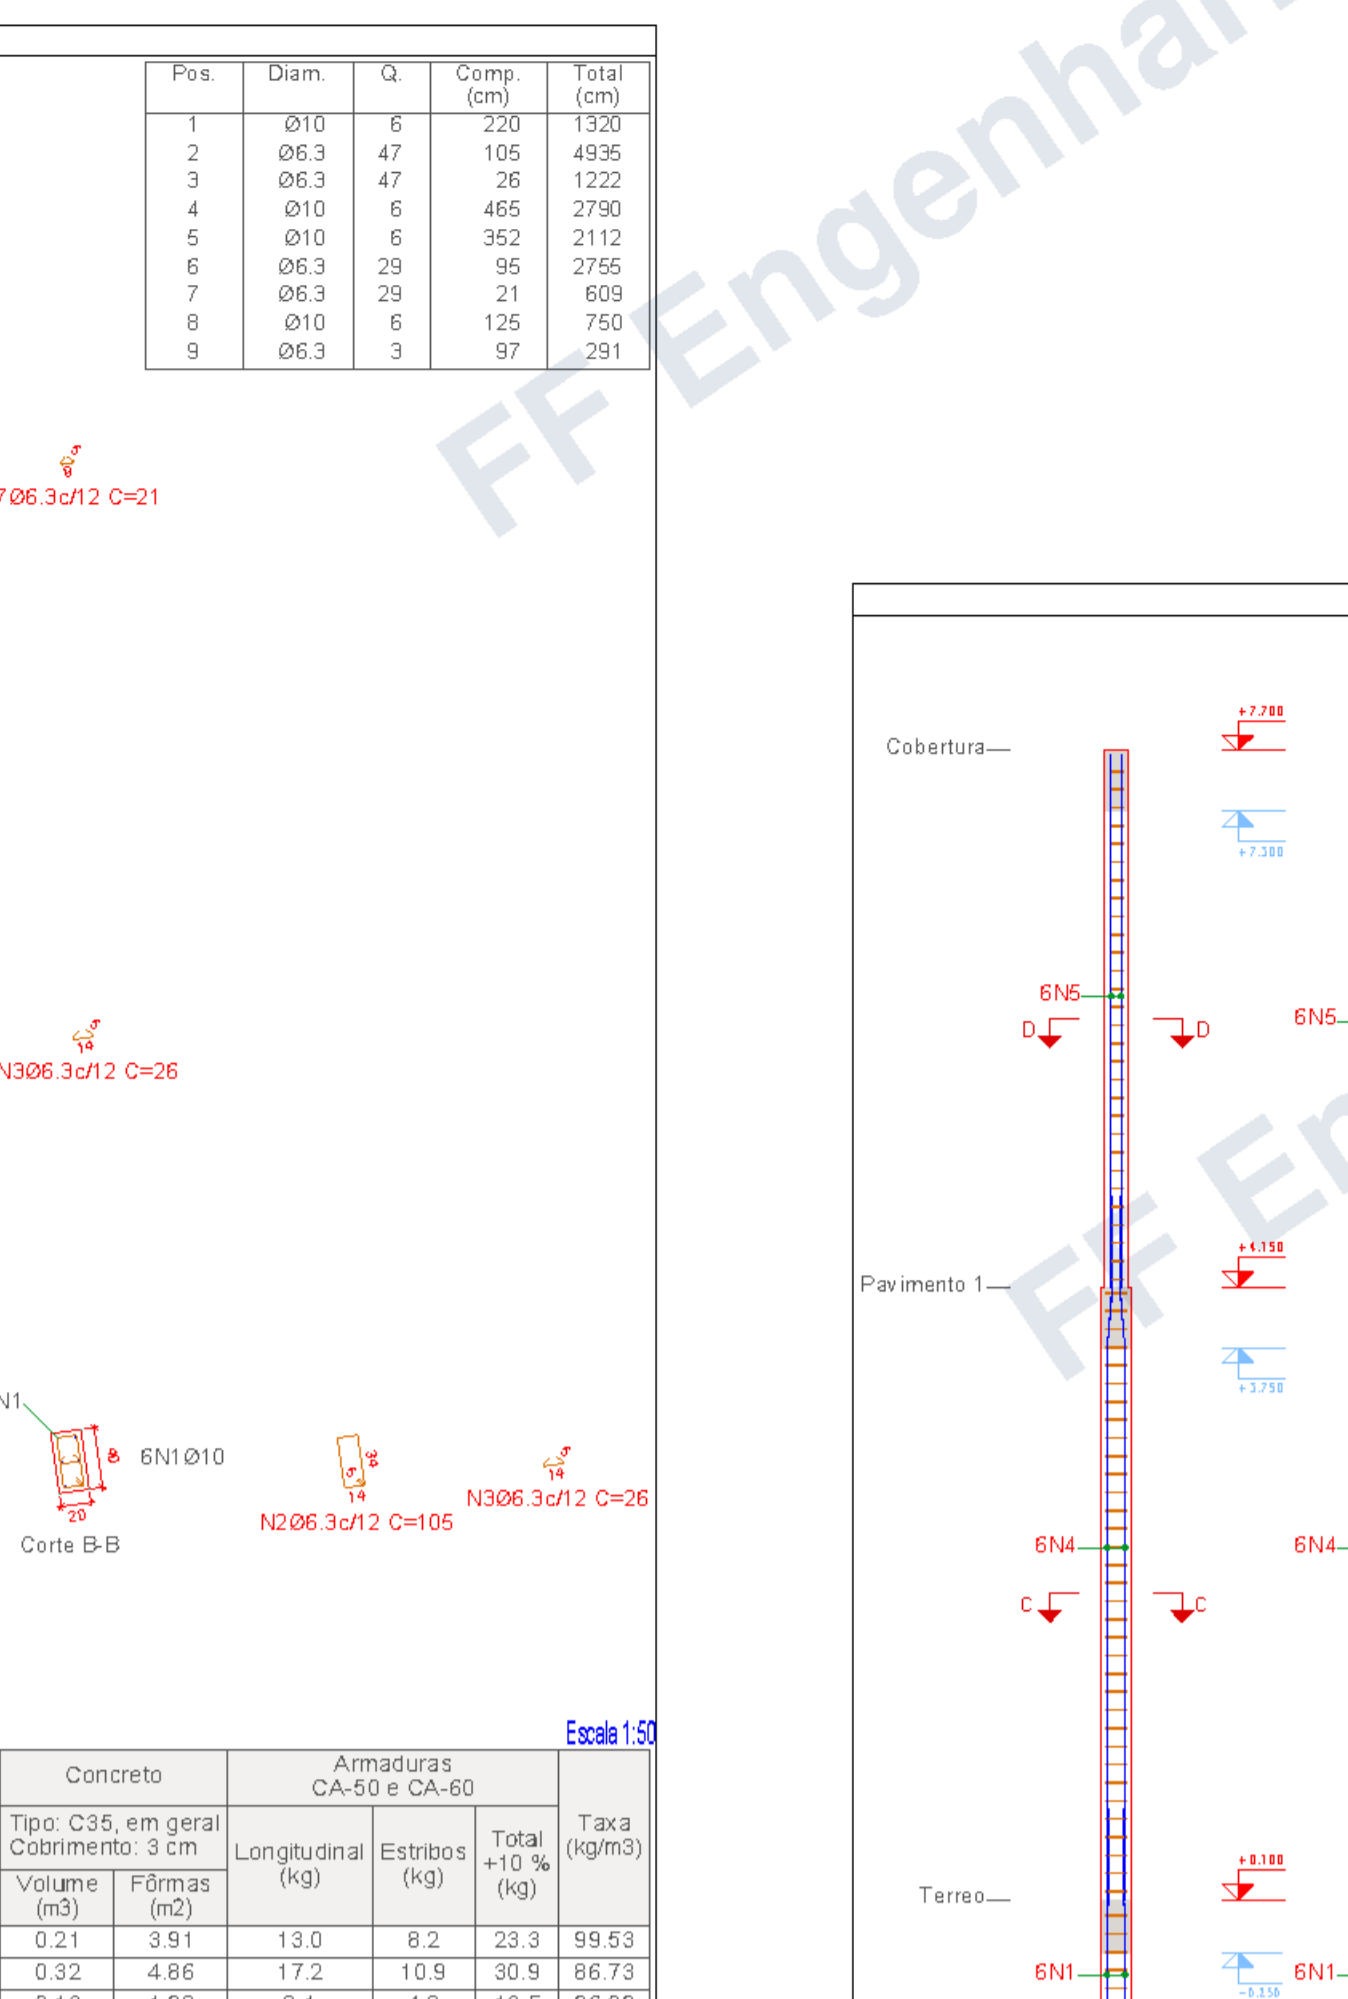 FF Engenhar
Pos. Diam. Q. Comp. (cm) Total (cm)
1 Ø10 6 220 1320
2 Ø6.3 47 105 4935
3 Ø6.3 47 26 1222
4 Ø10 6 465 2790
5 Ø10 6 352 2112
6 Ø6.3 29 95 2755
7 Ø6.3 29 21 609
8 Ø10 6 125 750
9 Ø6.3 3 97 291
7Ø6.3c/12 C=21
14
N3Ø6.3c/12 C=26
N1
20
6N1Ø10
Corte B-B
34
14
N2Ø6.3c/12 C=105
14
N3Ø6.3c/12 C=26
Escala 1:50
Concreto
Armaduras
CA-50 e CA-60
Taxa
(kg/m3)
Tipo: C35, em geral
Cobrimento: 3 cm
Longitudinal
(kg)
Estribos
(kg)
Total
+10 %
(kg)
Volume
(m3)
Fôrmas
(m2)
0.21 3.91 13.0 8.2 23.3 99.53
0.32 4.86 17.2 10.9 30.9 86.73
Cobertura
+7.700
+7.300
6N5
6N5
D D
FF En
Pavimento 1
+4.150
+3.750
6N4
6N4
C C
Terreo
+0.100
6N1
6N1
-0.250